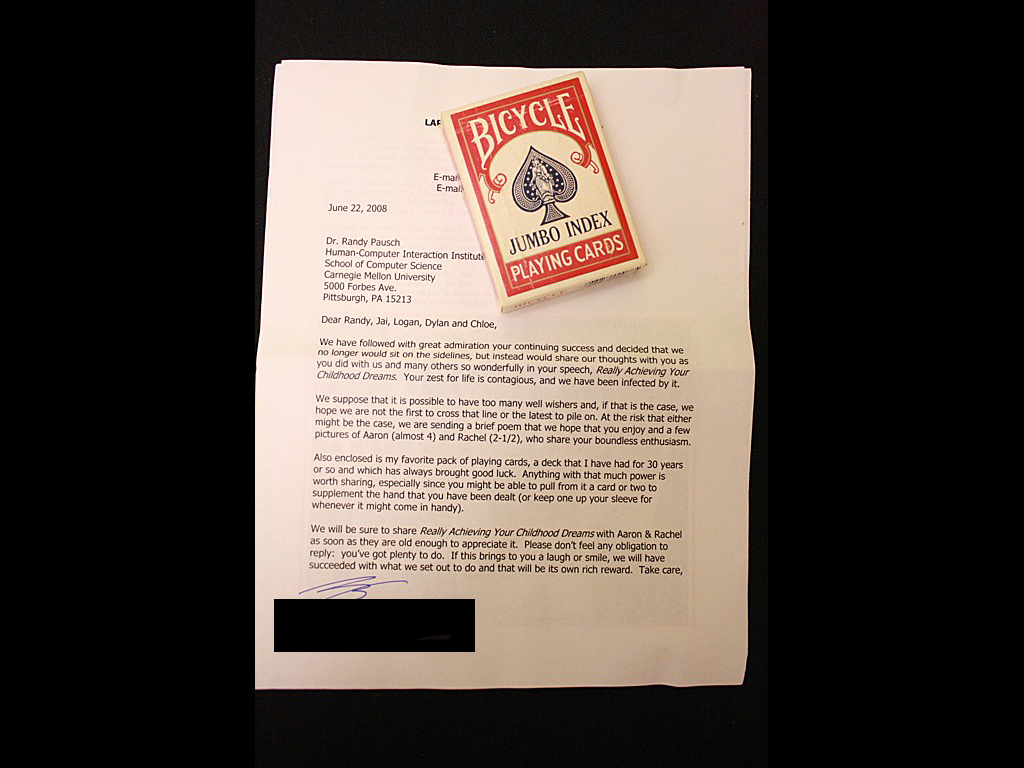 LAR
E-mail
E-mail
BICYCLE
JUMBO INDEX
PLAYING CARDS
BICYCLE
June 22, 2008
Dr. Randy Pausch
Human-Computer Interaction Institute
School of Computer Science
Carnegie Mellon University
5000 Forbes Ave.
Pittsburgh, PA 15213
Dear Randy, Jai, Logan, Dylan and Chloe,
We have followed with great admiration your continuing success and decided that we
no longer would sit on the sidelines, but instead would share our thoughts with you as
you did with us and many others so wonderfully in your speech, Really Achieving Your
Childhood Dreams. Your zest for life is contagious, and we have been infected by it.
We suppose that it is possible to have too many well wishers and, if that is the case, we
hope we are not the first to cross that line or the latest to pile on. At the risk that either
might be the case, we are sending a brief poem that we hope that you enjoy and a few
pictures of Aaron (almost 4) and Rachel (2-1/2), who share your boundless enthusiasm.
Also enclosed is my favorite pack of playing cards, a deck that I have had for 30 years
or so and which has always brought good luck. Anything with that much power is
worth sharing, especially since you might be able to pull from it a card or two to
supplement the hand that you have been dealt (or keep one up your sleeve for
whenever it might come in handy).
We will be sure to share Really Achieving Your Childhood Dreams with Aaron & Rachel
as soon as they are old enough to appreciate it. Please don't feel any obligation to
reply: you've got plenty to do. If this brings to you a laugh or smile, we will have
succeeded with what we set out to do and that will be its own rich reward. Take care,